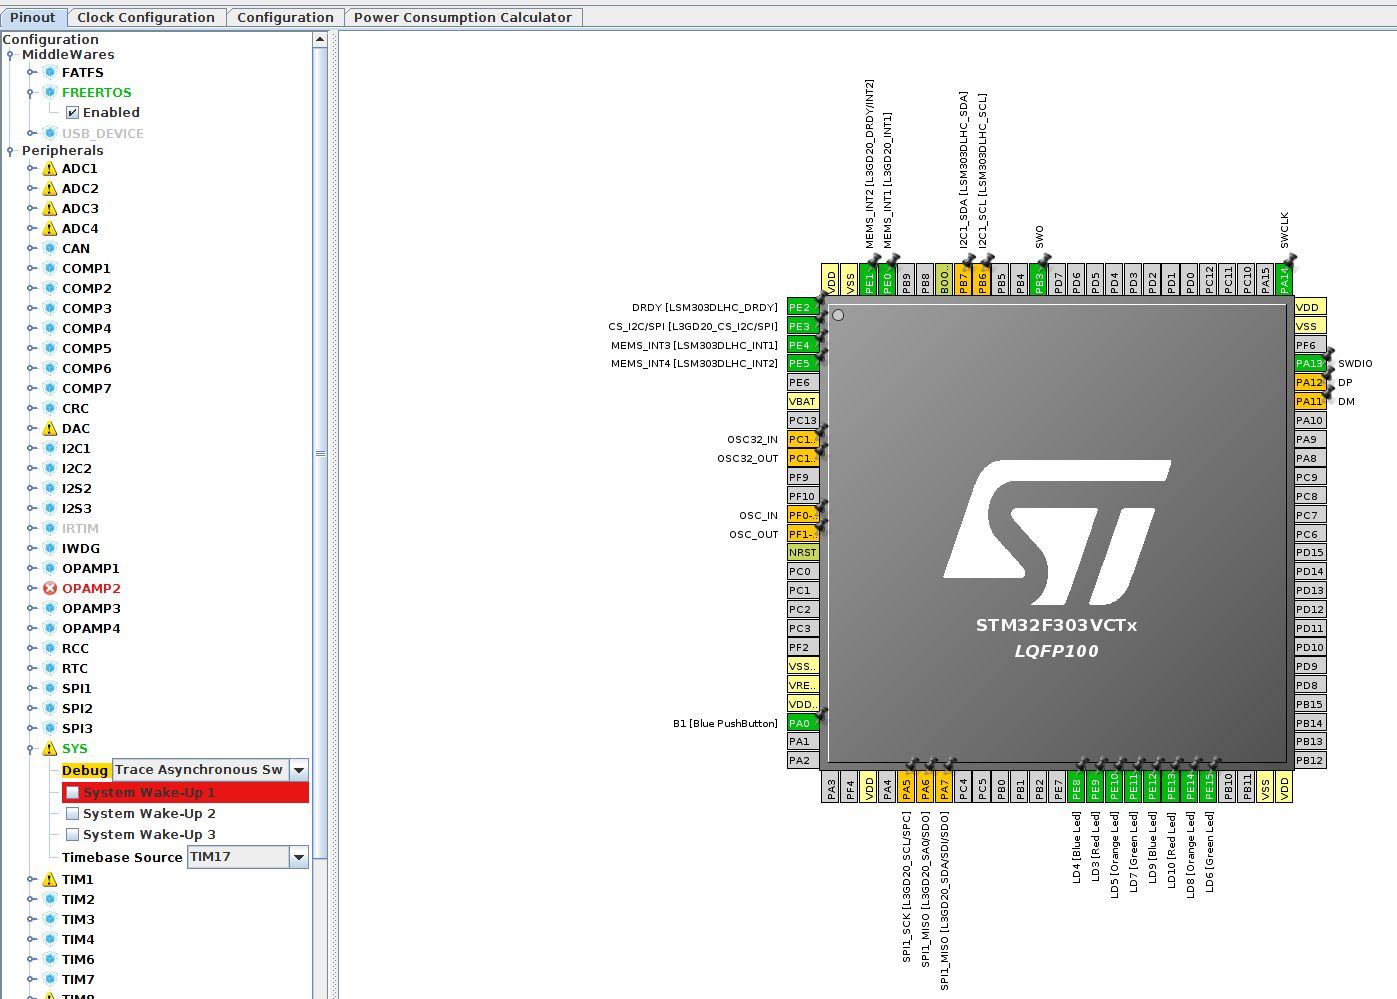 Pinout Clock Configuration Configuration Power Consumption Calculator
Configuration
MiddleWares
FATFS
FREERTOS
Enabled
USB_DEVICE
Peripherals
ADC1
ADC2
ADC3
ADC4
CAN
COMP1
COMP2
COMP3
COMP4
COMP5
COMP6
COMP7
CRC
DAC
I2C1
I2C2
I2S2
I2S3
IRTIM
IWDG
OPAMP1
OPAMP2
OPAMP3
OPAMP4
RCC
RTC
SPI1
SPI2
SPI3
SYS
Debug Trace Asynchronous Sw
System Wake-Up 1
System Wake-Up 2
System Wake-Up 3
Timebase Source TIM17
TIM1
TIM2
TIM3
TIM4
TIM6
TIM7
TIM8
MEMS_INT2 [L3GD20_DRDY/INT2]
MEMS_INT1 [L3GD20_INT1]
I2C1_SDA [LSM303DLHC_SDA]
I2C1_SCL [LSM303DLHC_SCL]
SWO
SWCLK
VDD
VSS
PE1
PE0
PB9
PB8
BOO..
PB7
PB6
PB5
PB4
PB3
PD7
PD6
PD5
PD4
PD3
PD2
PD1
PD0
PC12
PC11
PC10
PA15
PA14
DRDY [LSM303DLHC_DRDY] PE2
CS_I2C/SPI [L3GD20_CS_I2C/SPI] PE3
MEMS_INT3 [LSM303DLHC_INT1] PE4
MEMS_INT4 [LSM303DLHC_INT2] PE5
PE6
VBAT
PC13
OSC32_IN PC1..
OSC32_OUT PC1..
PF9
PF10
OSC_IN PF0-..
OSC_OUT PF1-..
NRST
PC0
PC1
PC2
PC3
PF2
VSS..
VRE..
VDD..
B1 [Blue PushButton] PA0
PA1
PA2
STM32F303VCTx
LQFP100
VDD
VSS
PF6
PA13 SWDIO
PA12 DP
PA11 DM
PA10
PA9
PA8
PC9
PC8
PC7
PC6
PD15
PD14
PD13
PD12
PD11
PD10
PD9
PD8
PB15
PB14
PB13
PB12
PA3
PF4
VDD
PA4
PA5
PA6
PA7
PC4
PC5
PB0
PB1
PB2
PE7
PE8
PE9
PE10
PE11
PE12
PE13
PE14
PE15
PB10
PB11
VSS
VDD
SPI1_SCK [L3GD20_SCL/SPC]
SPI1_MISO [L3GD20_SA0/SDO]
SPI1_MISO [L3GD20_SDA/SDI/SDO]
LD4 [Blue Led]
LD3 [Red Led]
LD5 [Orange Led]
LD7 [Green Led]
LD9 [Blue Led]
LD10 [Red Led]
LD8 [Orange Led]
LD6 [Green Led]